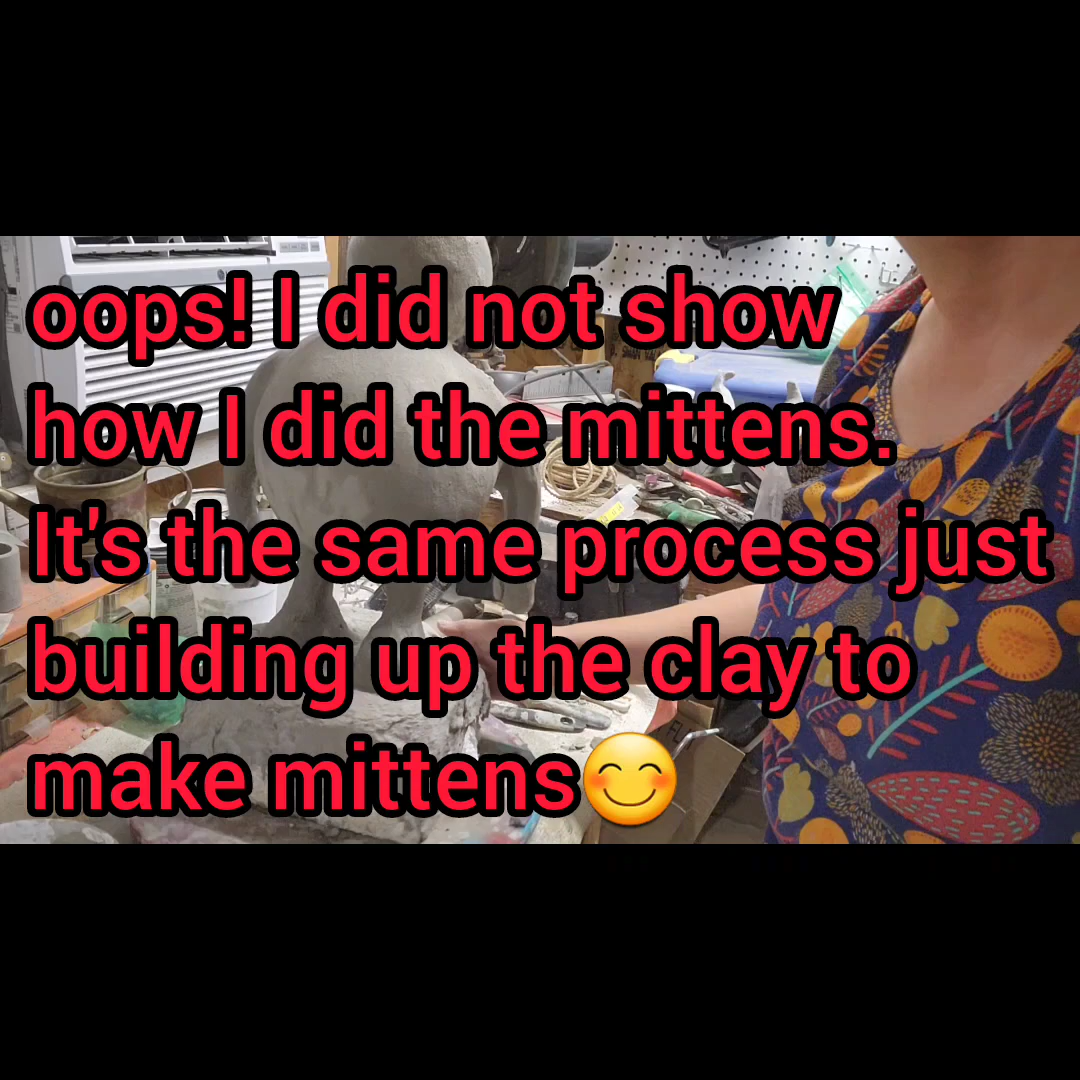 oops! I did not show
how I did the mittens.
It's the same process just
building up the clay to
make mittens😊